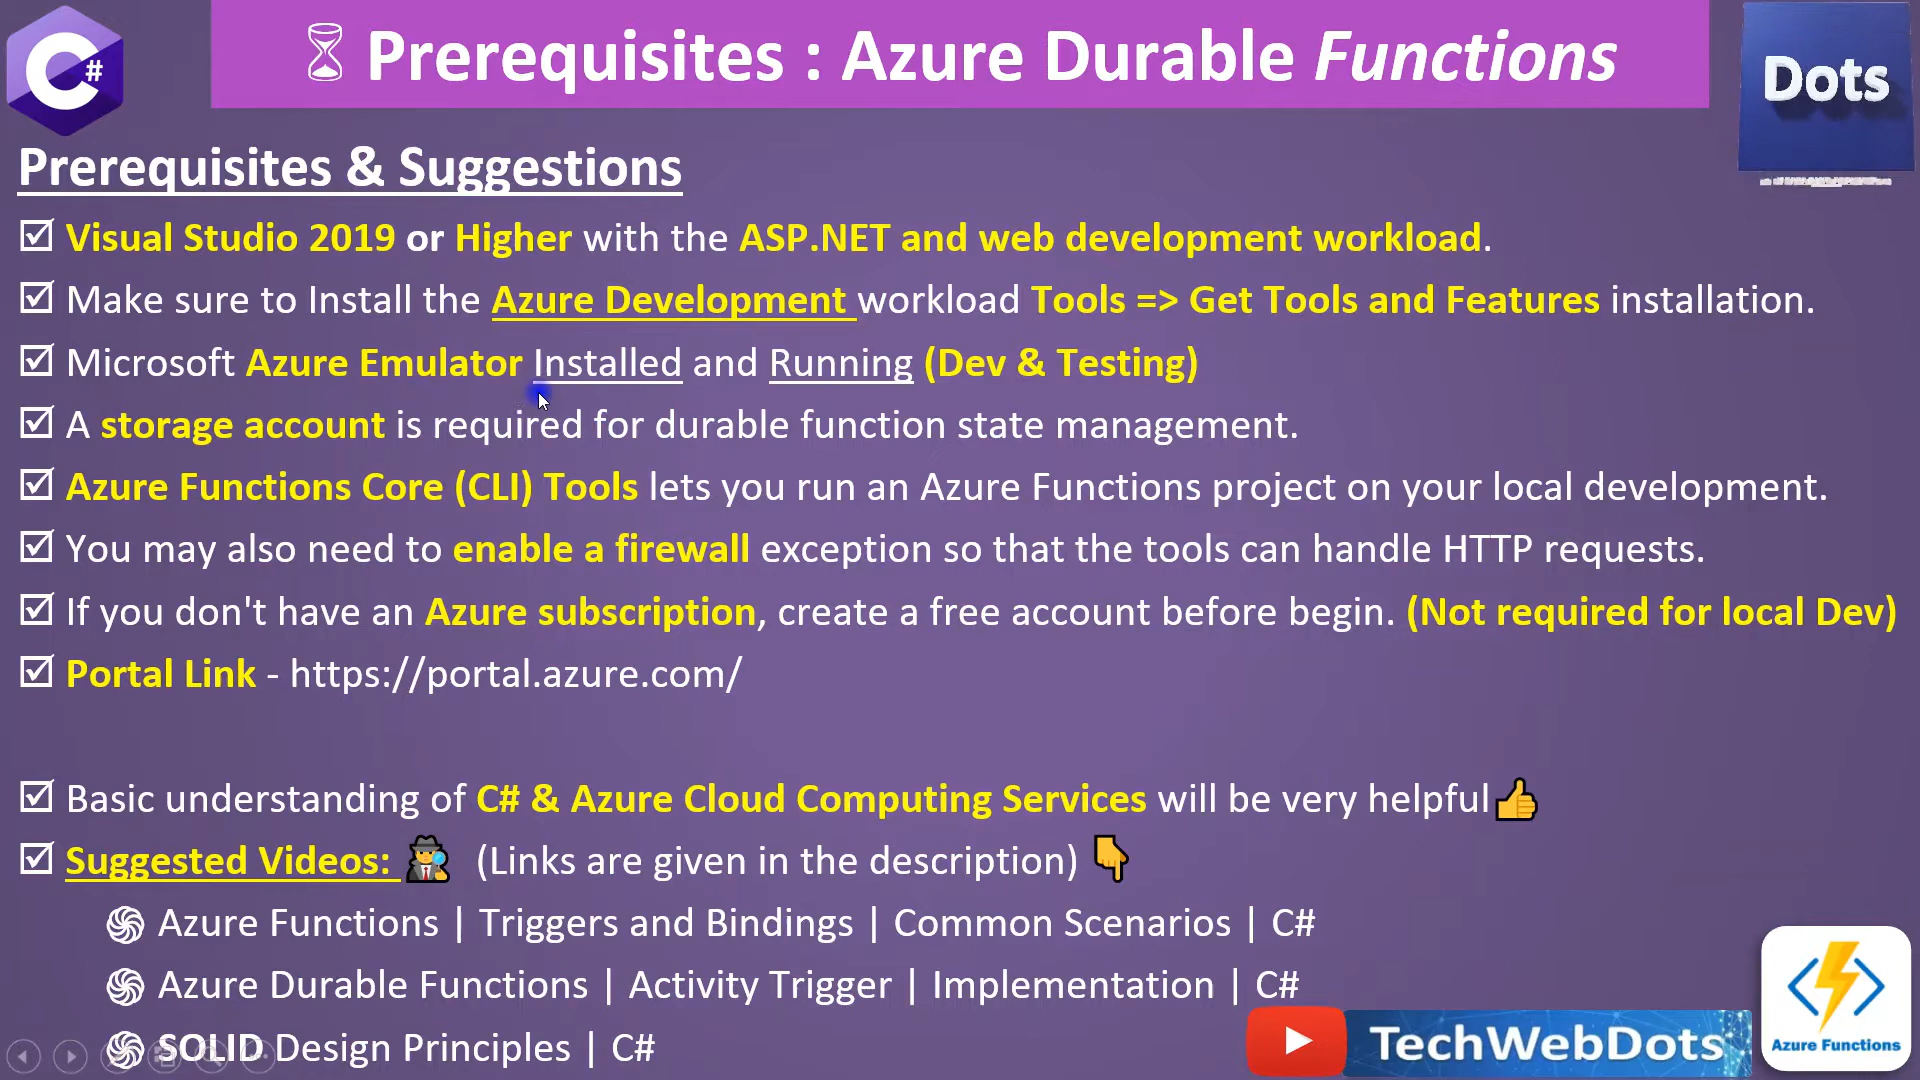 C#
Prerequisites : Azure Durable Functions
Dots
Prerequisites & Suggestions
Visual Studio 2019 or Higher with the ASP.NET and web development workload.
Make sure to Install the Azure Development workload Tools => Get Tools and Features installation.
Microsoft Azure Emulator Installed and Running (Dev & Testing)
A storage account is required for durable function state management.
Azure Functions Core (CLI) Tools lets you run an Azure Functions project on your local development.
You may also need to enable a firewall exception so that the tools can handle HTTP requests.
If you don't have an Azure subscription, create a free account before begin. (Not required for local Dev)
Portal Link - https://portal.azure.com/
Basic understanding of C# & Azure Cloud Computing Services will be very helpful
Suggested Videos: (Links are given in the description)
Azure Functions | Triggers and Bindings | Common Scenarios | C#
Azure Durable Functions | Activity Trigger | Implementation | C#
SOLID Design Principles | C#
TechWebDots
Azure Functions